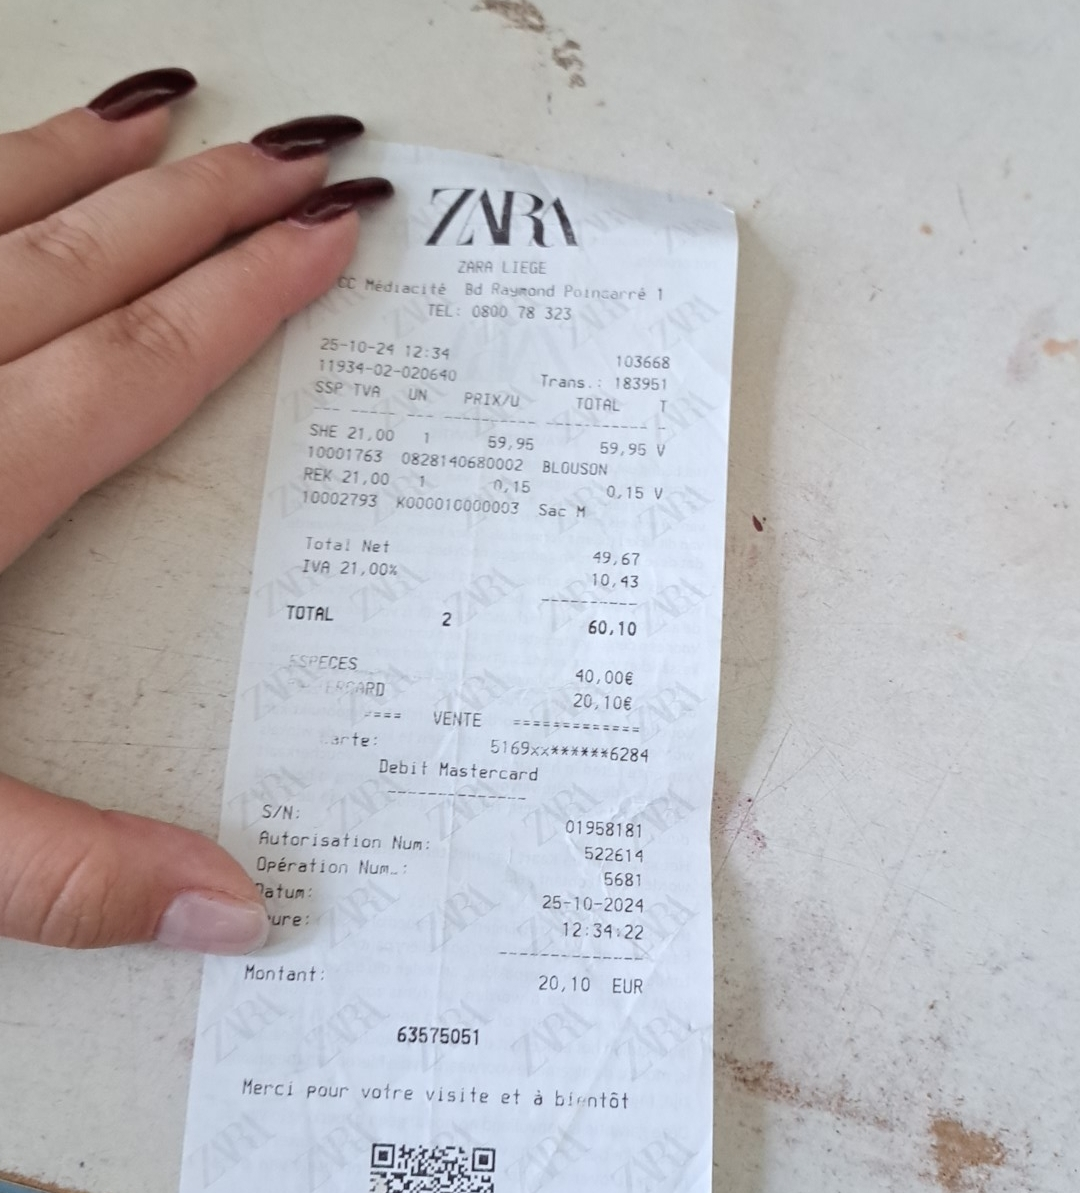 ZARA
ZARA LIEGE
CC Médiacité Bd Raymond Poincarré 1
TEL: 0800 78 323
25-10-24 12:34 103668
11934-02-020640 Trans.: 183951
SSP TVA UN PRIX/U TOTAL T
SHE 21,00 1 59,95 59,95 V
10001763 0828140680002 BLOUSON
REK 21,00 1 0,15 0,15 V
10002793 K000010000003 Sac M
Total Net 49,67
IVA 21,00% 10,43
TOTAL 2 60,10
ESPECES 40,00€
ERCARD 20,10€
==== VENTE =============
arte: 5169xx******6284
Debit Mastercard
S/N: 01958181
Autorisation Num: 522614
Opération Num.: 5681
Datum: 25-10-2024
eure: 12:34:22
Montant: 20,10 EUR
63575051
Merci pour votre visite et à bientôt